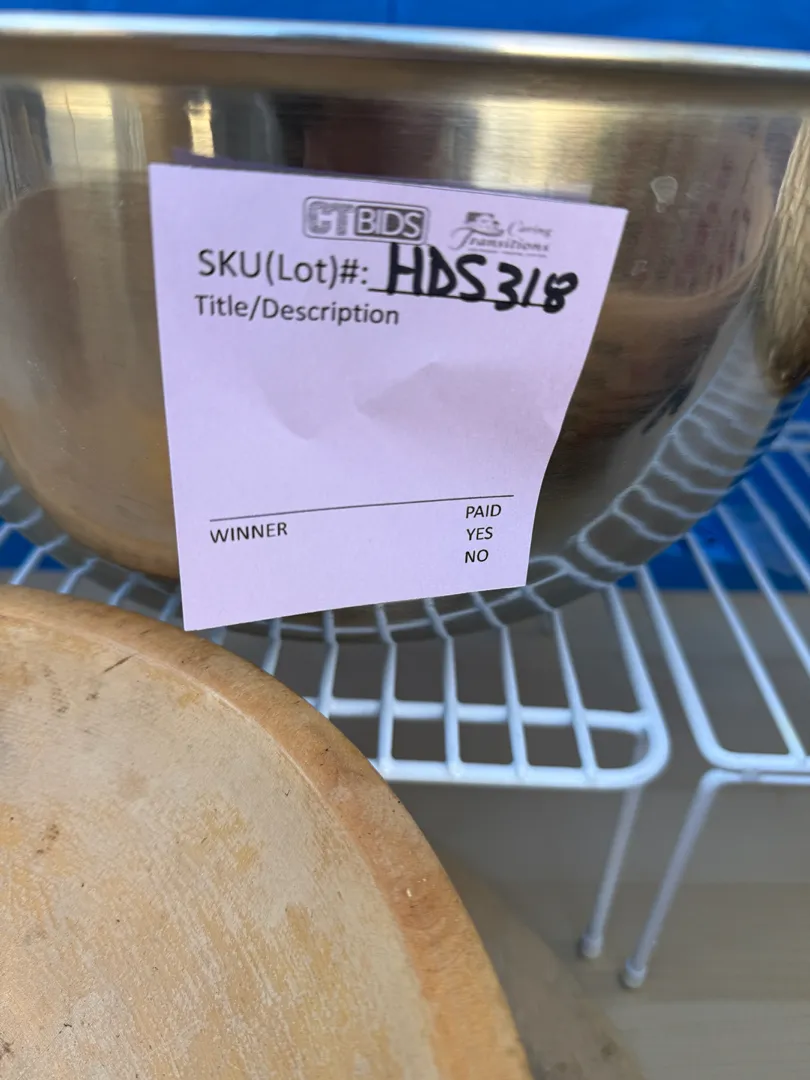 CTBIDS
Caring
Transitions
SKU(Lot)#: HDS318
Title/Description
WINNER
PAID
YES
NO